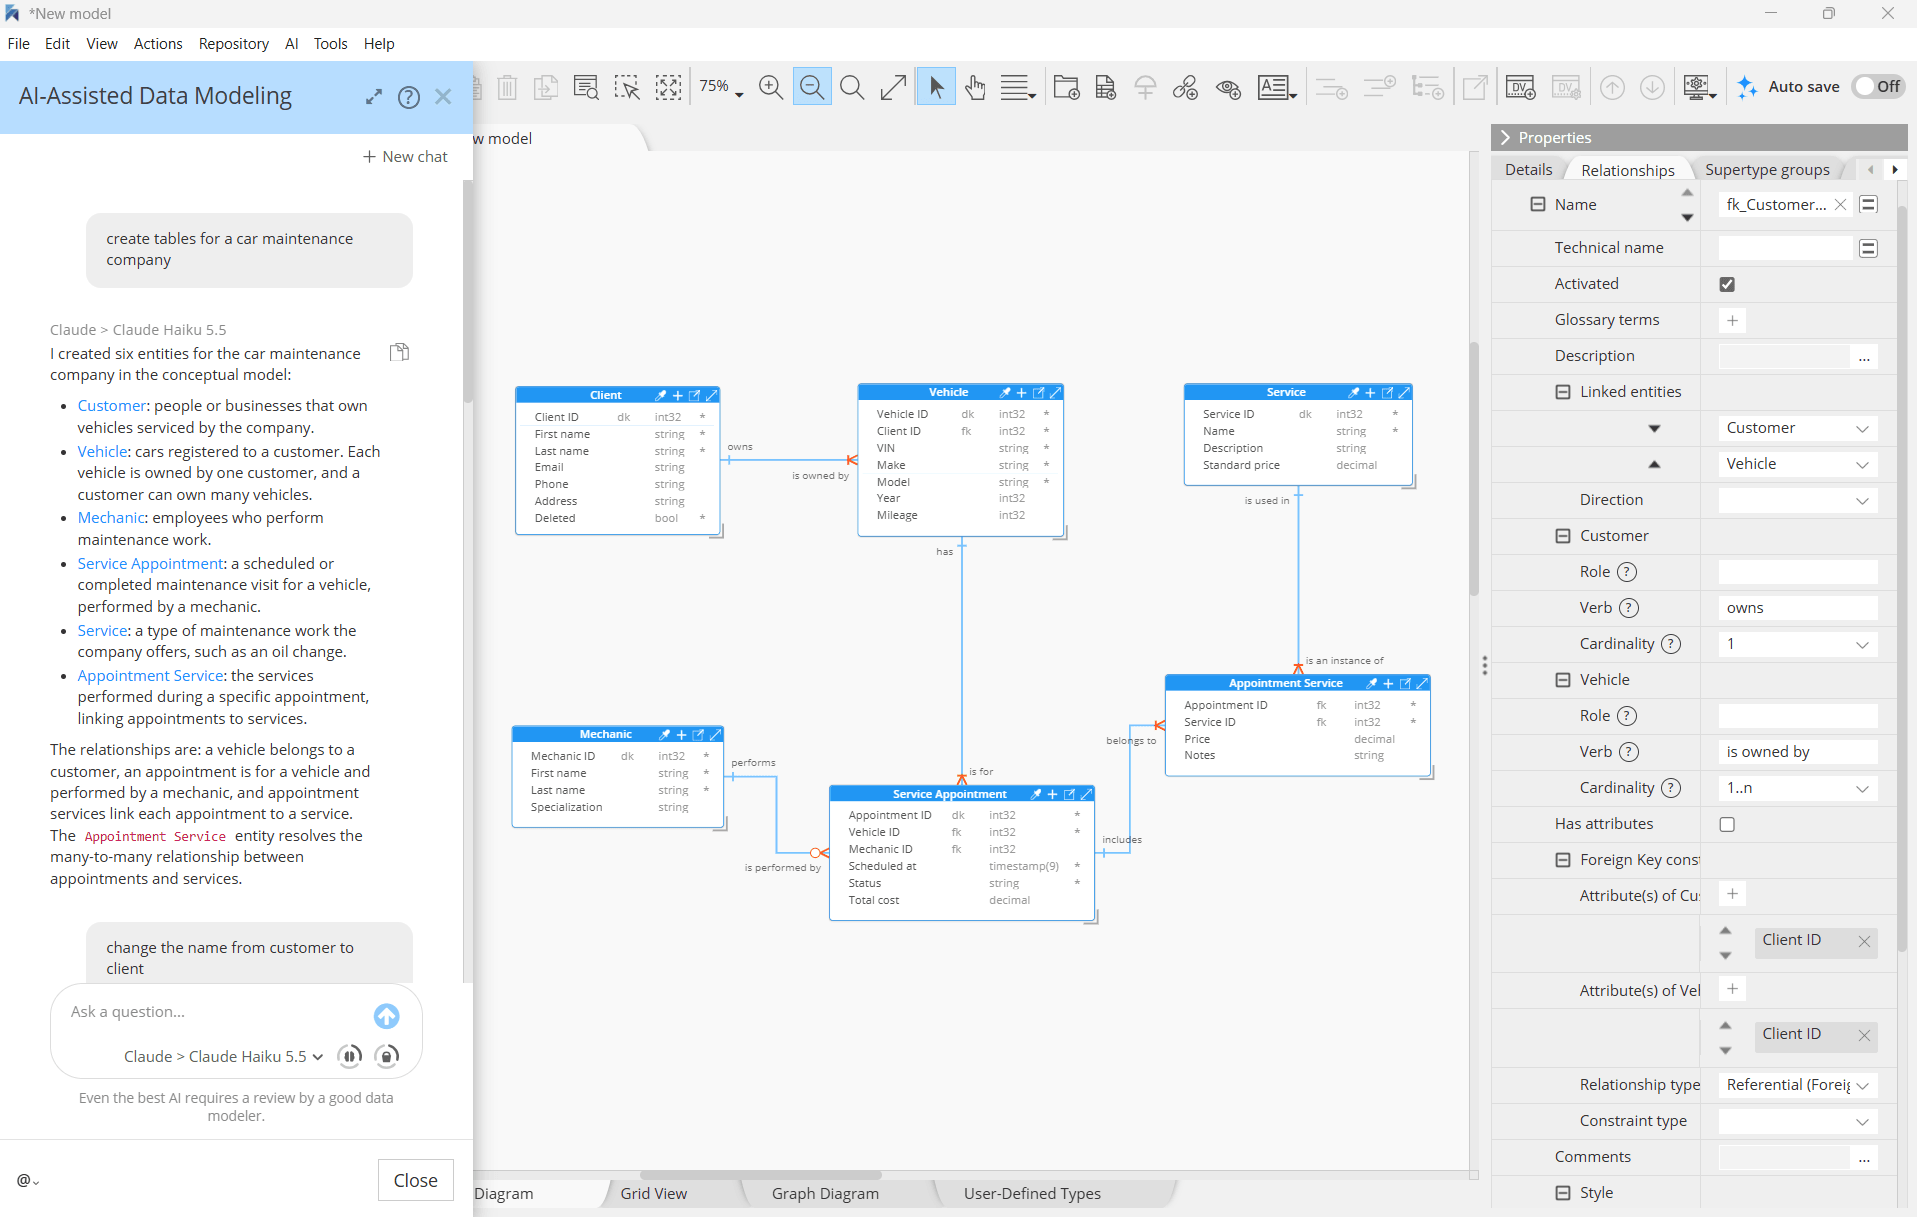 *New model
File Edit View Actions Repository AI Tools Help
AI-Assisted Data Modeling
75%
DV
DV
Auto save
Off
+ New chat
create tables for a car maintenance
company
Claude > Claude Haiku 5.5
I created six entities for the car maintenance
company in the conceptual model:
• Customer: people or businesses that own
vehicles serviced by the company.
• Vehicle: cars registered to a customer. Each
vehicle is owned by one customer, and a
customer can own many vehicles.
• Mechanic: employees who perform
maintenance work.
• Service Appointment: a scheduled or
completed maintenance visit for a vehicle,
performed by a mechanic.
• Service: a type of maintenance work the
company offers, such as an oil change.
• Appointment Service: the services
performed during a specific appointment,
linking appointments to services.
The relationships are: a vehicle belongs to a
customer, an appointment is for a vehicle and
performed by a mechanic, and appointment
services link each appointment to a service.
The Appointment Service entity resolves the
many-to-many relationship between
appointments and services.
change the name from customer to
client
Ask a question...
Claude > Claude Haiku 5.5
Even the best AI requires a review by a good data
modeler.
@
Close
w model
Client
Client ID dk int32 *
First name string *
Last name string *
Email string
Phone string
Address string
Deleted bool *
owns
is owned by
Vehicle
Vehicle ID dk int32 *
Client ID fk int32 *
VIN string *
Make string *
Model string *
Year int32
Mileage int32
has
is for
Service
Service ID dk int32 *
Name string *
Description string
Standard price decimal
is used in
is an instance of
Appointment Service
Appointment ID fk int32 *
Service ID fk int32 *
Price decimal
Notes string
belongs to
includes
Mechanic
Mechanic ID dk int32 *
First name string *
Last name string *
Specialization string
performs
is performed by
Service Appointment
Appointment ID dk int32 *
Vehicle ID fk int32 *
Mechanic ID fk int32
Scheduled at timestamp(9) *
Status string *
Total cost decimal
Diagram
Grid View
Graph Diagram
User-Defined Types
Properties
Details Relationships Supertype groups
Name fk_Customer...
Technical name
Activated
Glossary terms +
Description ...
Linked entities
Customer
Vehicle
Direction
Customer
Role ?
Verb ? owns
Cardinality ? 1
Vehicle
Role ?
Verb ? is owned by
Cardinality ? 1..n
Has attributes
Foreign Key const
Attribute(s) of Cu: +
Client ID
Attribute(s) of Vel +
Client ID
Relationship type Referential (Foreig
Constraint type
Comments ...
Style